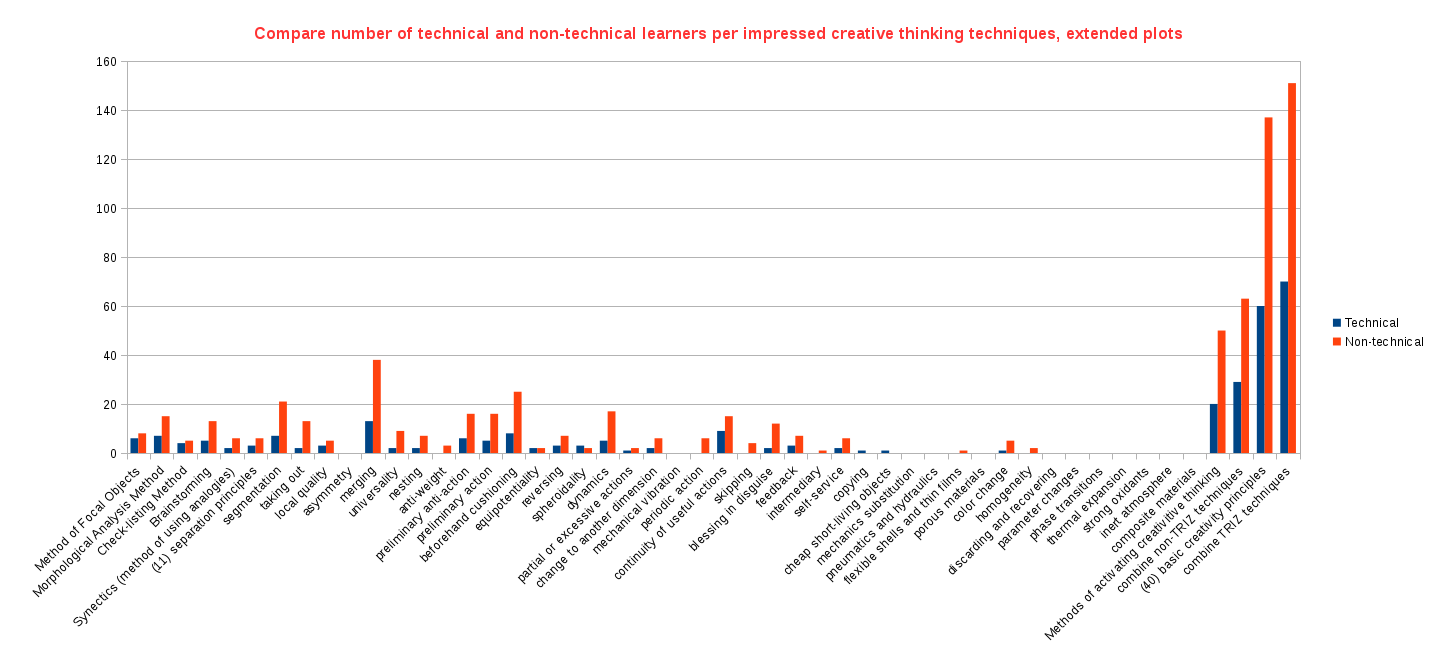 Compare number of technical and non-technical learners per impressed creative thinking techniques, extended plots
160
140
120
100
80
60
40
20
0
Technical
Non-technical
Method of Focal Objects
Morphological Analysis Method
Check-listing Method
Branstorming
Synectics (method of using analogies)
(11) separation principles
segmentation
taking out
local quality
asymmetry
merging
universality
nesting
anti-weight
preliminary anti-action
preliminary action
beforehand cushioning
equipotentiality
reversing
spheroidality
dynamics
partial or excessive actions
change to another dimension
mechanical vibration
periodic action
continuity of useful actions
skipping
blessing in disguise
feedback
intermediary
self-service
copying
cheap short-living objects
mechanics substitution
pneumatics and hydraulics
flexible shells and thin films
porous materials
color change
homogeneity
discarding and recovering
parameter changes
phase transitions
thermal expansion
strong oxidants
inet atmosphere
composite materials
Methods of activating creativitive thinking
combine non-TRIZ techniques
(40) basic creativity principles
combine TRIZ techniques